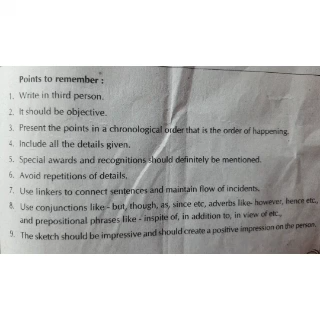 Points to remember :
1. Write in third person.
2. It should be objective.
3. Present the points in a chronological order that is the order of happening.
4. Include all the details given.
5. Special awards and recognitions should definitely be mentioned.
6. Avoid repetitions of details.
7. Use linkers to connect sentences and maintain flow of incidents.
8. Use conjunctions like - but, though, as, since etc, adverbs like- however, hence etc.,
and prepositional phrases like - inspite of, in addition to, in view of etc.,
9. The sketch should be impressive and should create a positive impression on the person.